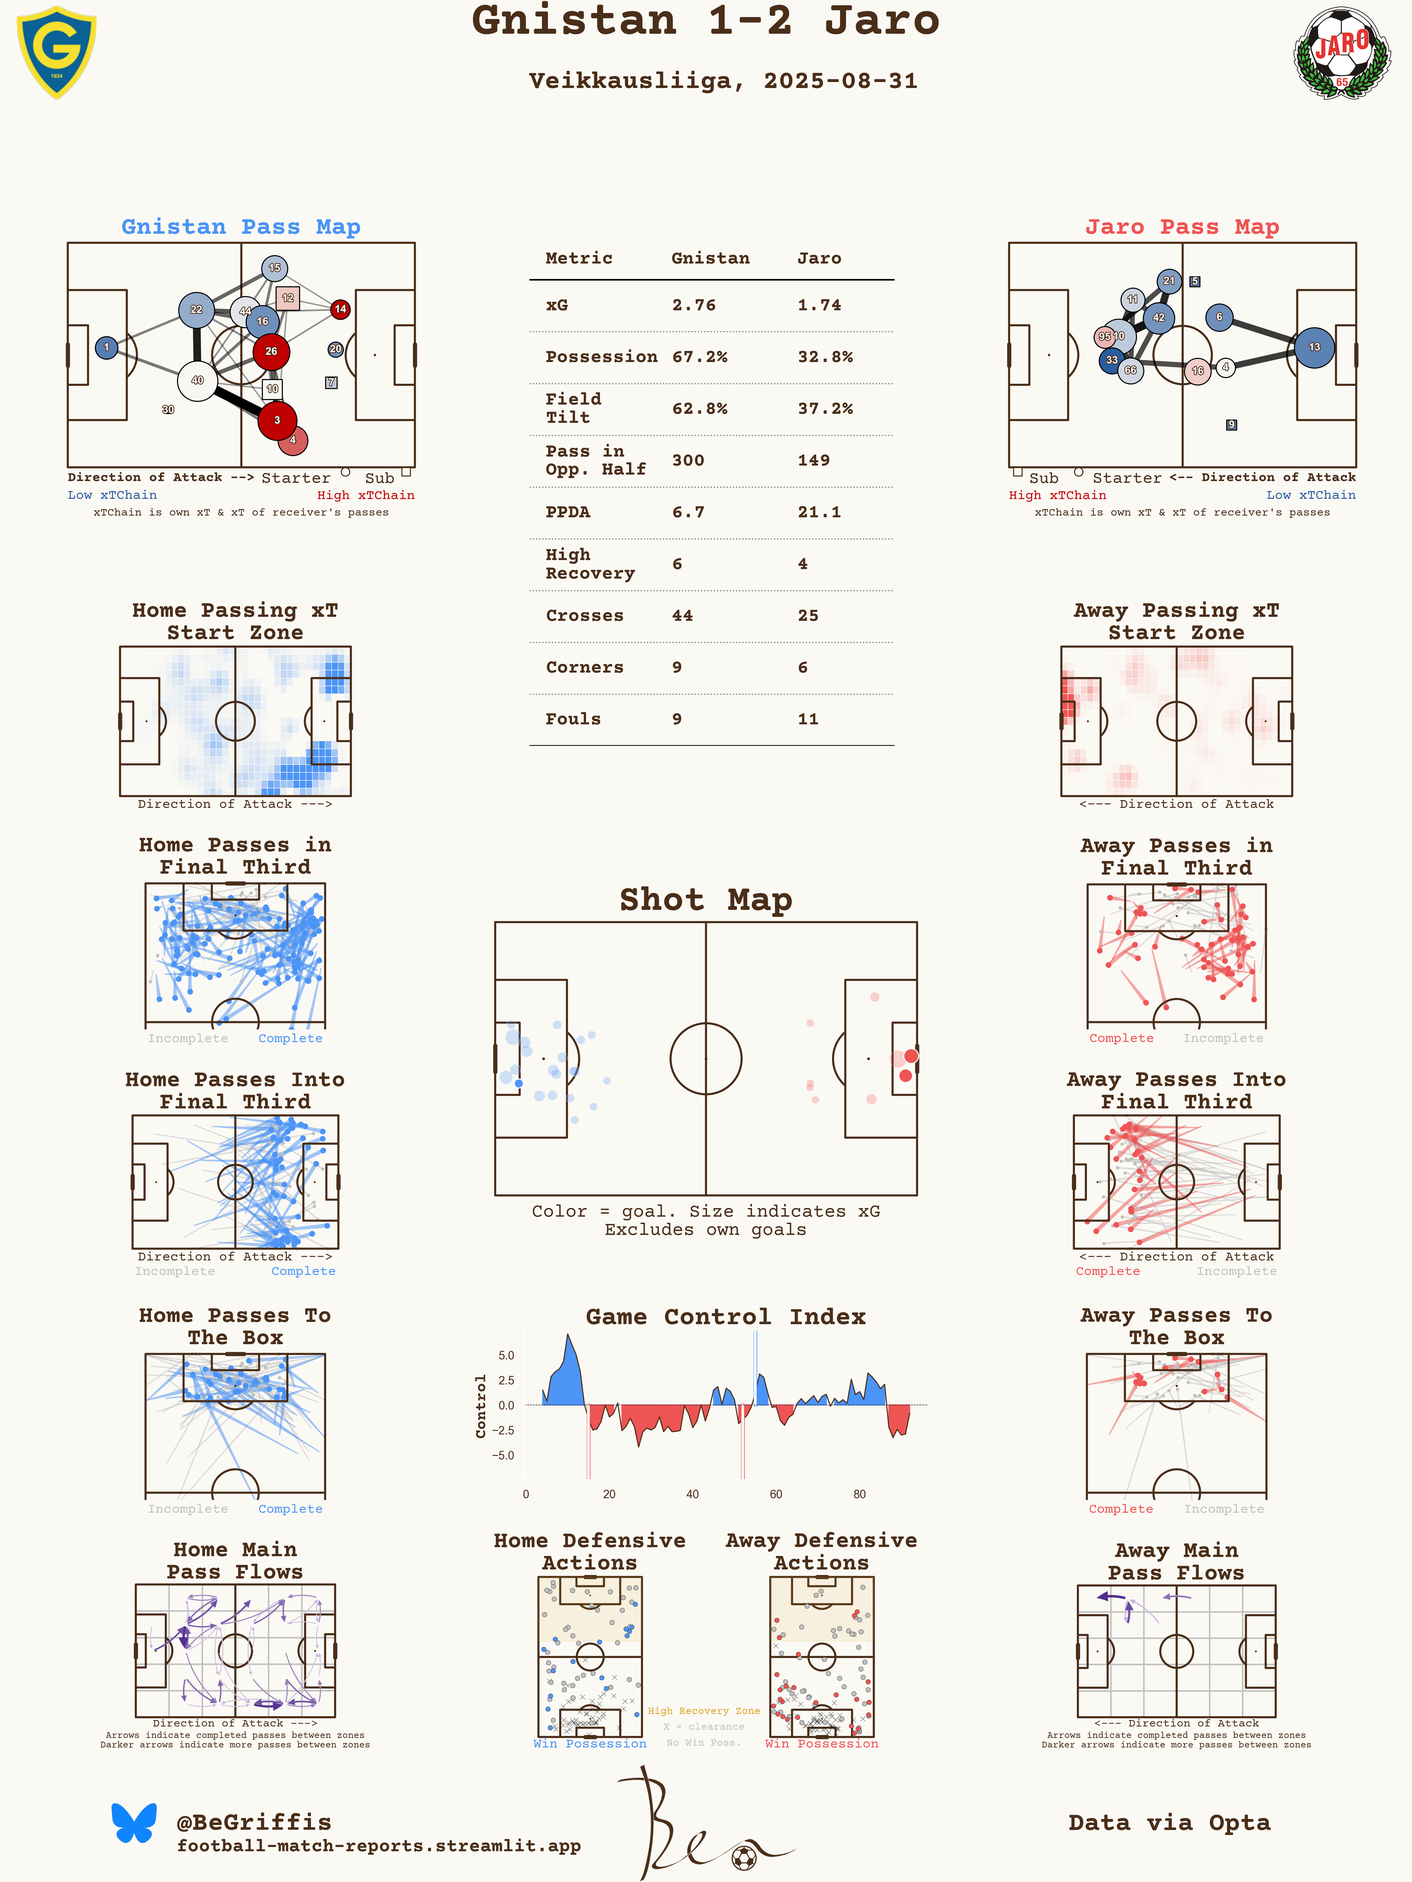 Gnistan 1-2 Jaro
Veikkausliiga, 2025-08-31
G
1924
JARO
65
Gnistan Pass Map
15
12
14
22
44
16
1
26
20
40
10
7
30
3
4
Direction of Attack --> Starter Sub
Low xTChain High xTChain
xTChain is own xT & xT of receiver's passes
Metric Gnistan Jaro
xG 2.76 1.74
Possession 67.2% 32.8%
Field
Tilt 62.8% 37.2%
Pass in
Opp. Half 300 149
PPDA 6.7 21.1
High
Recovery 6 4
Crosses 44 25
Corners 9 6
Fouls 9 11
Jaro Pass Map
21
5
11
42
6
95
10
13
33
66
16
4
9
Sub Starter <-- Direction of Attack
High xTChain Low xTChain
xTChain is own xT & xT of receiver's passes
Home Passing xT
Start Zone
Direction of Attack --->
Away Passing xT
Start Zone
<--- Direction of Attack
Home Passes in
Final Third
Incomplete Complete
Away Passes in
Final Third
Complete Incomplete
Shot Map
Color = goal. Size indicates xG
Excludes own goals
Home Passes Into
Final Third
Direction of Attack --->
Incomplete Complete
Away Passes Into
Final Third
<--- Direction of Attack
Complete Incomplete
Home Passes To
The Box
Incomplete Complete
Game Control Index
Control
5.0
2.5
0.0
−2.5
−5.0
0 20 40 60 80
Away Passes To
The Box
Complete Incomplete
Home Main
Pass Flows
Direction of Attack --->
Arrows indicate completed passes between zones
Darker arrows indicate more passes between zones
Home Defensive
Actions
Win Possession
Away Defensive
Actions
Win Possession
High Recovery Zone
X = clearance
No Win Poss.
Away Main
Pass Flows
<--- Direction of Attack
Arrows indicate completed passes between zones
Darker arrows indicate more passes between zones
@BeGriffis
football-match-reports.streamlit.app
Ben
Data via Opta